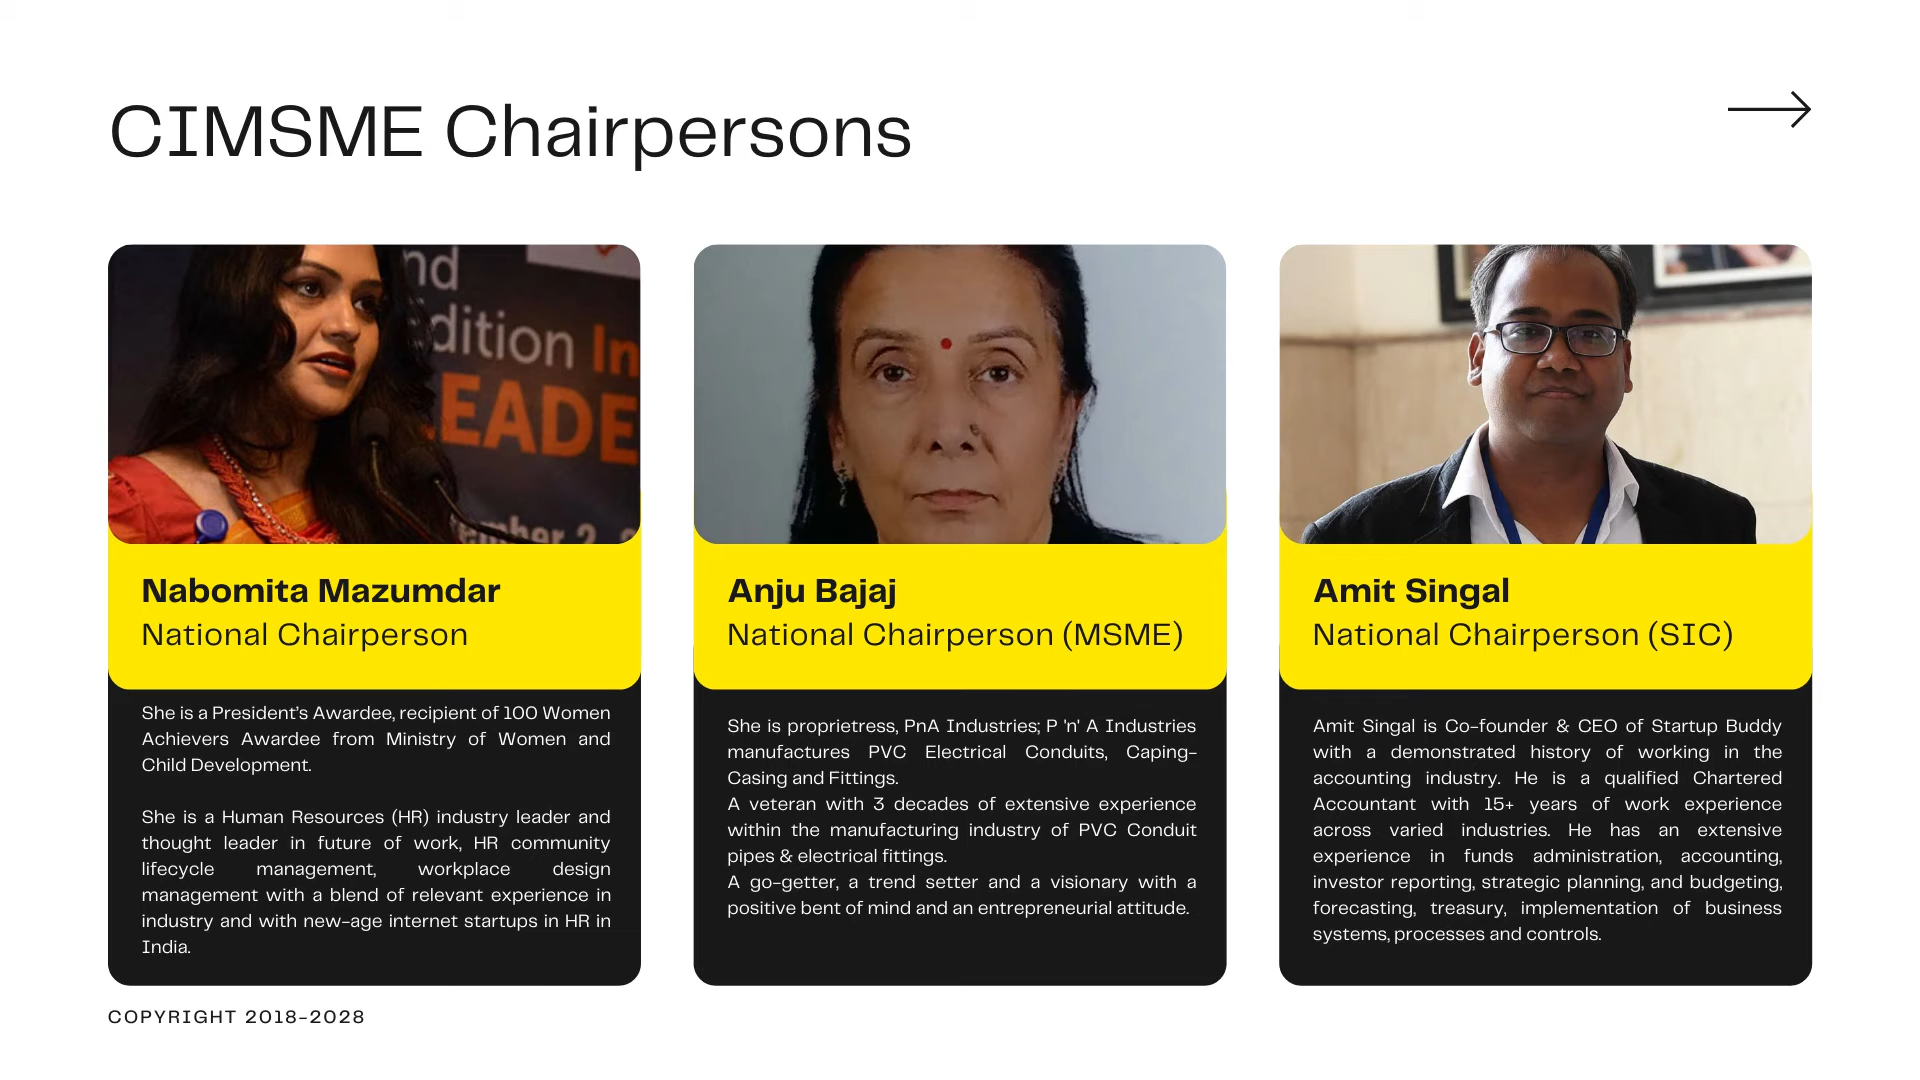 CIMSME Chairpersons
nd
dition In
LEADE
Nabomita Mazumdar
National Chairperson
She is a President’s Awardee, recipient of 100 Women
Achievers Awardee from Ministry of Women and
Child Development.
She is a Human Resources (HR) industry leader and
thought leader in future of work, HR community
lifecycle management, workplace design
management with a blend of relevant experience in
industry and with new-age internet startups in HR in
India.
Anju Bajaj
National Chairperson (MSME)
She is proprietress, PnA Industries; P 'n' A Industries
manufactures PVC Electrical Conduits, Caping-
Casing and Fittings.
A veteran with 3 decades of extensive experience
within the manufacturing industry of PVC Conduit
pipes & electrical fittings.
A go-getter, a trend setter and a visionary with a
positive bent of mind and an entrepreneurial attitude.
Amit Singal
National Chairperson (SIC)
Amit Singal is Co-founder & CEO of Startup Buddy
with a demonstrated history of working in the
accounting industry. He is a qualified Chartered
Accountant with 15+ years of work experience
across varied industries. He has an extensive
experience in funds administration, accounting,
investor reporting, strategic planning, and budgeting,
forecasting, treasury, implementation of business
systems, processes and controls.
COPYRIGHT 2018-2028